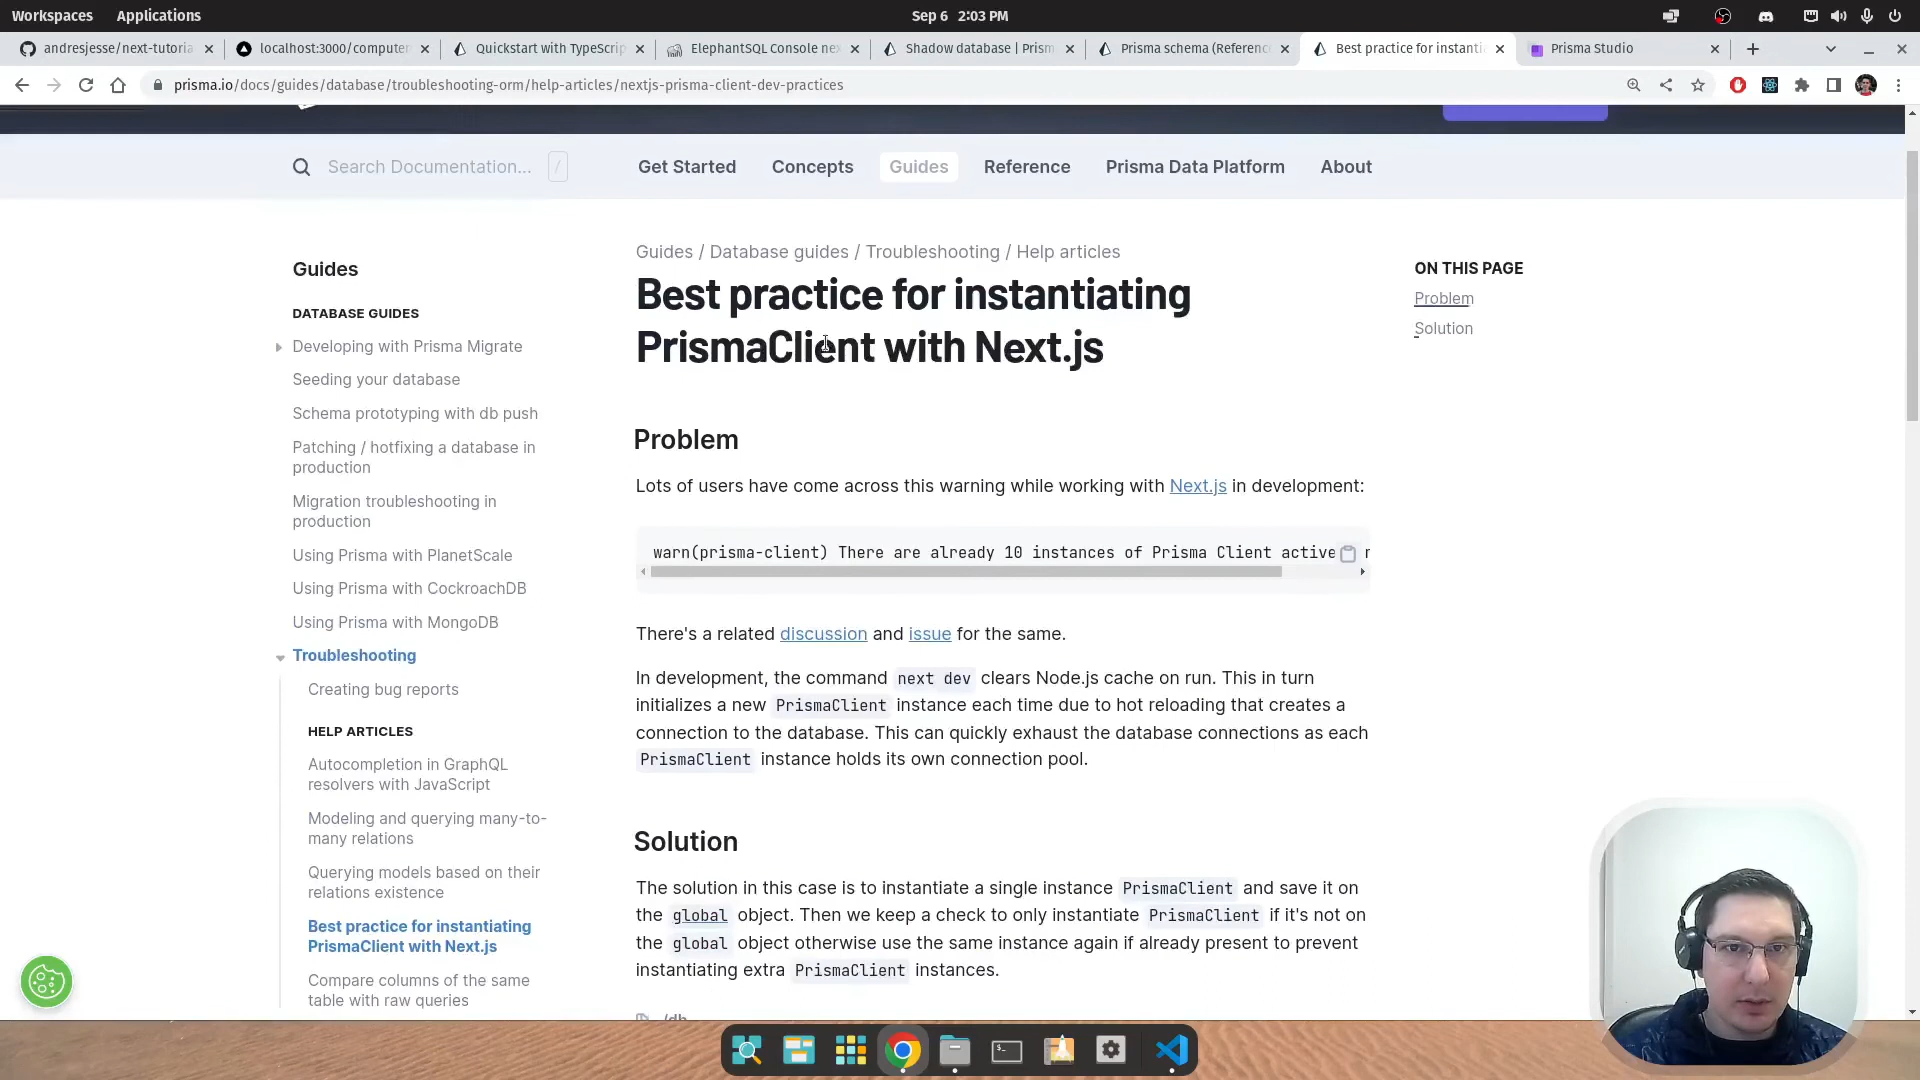 Workspaces Applications Sep 6 2:03 PM
andresjesse/next-tutoria localhost:3000/computer Quickstart with TypeScrip ElephantSQL Console nex Shadow database | Prism Prisma schema (Referenc Best practice for instanti Prisma Studio
prisma.io/docs/guides/database/troubleshooting-orm/help-articles/nextjs-prisma-client-dev-practices
Search Documentation... / Get Started Concepts Guides Reference Prisma Data Platform About
Guides
DATABASE GUIDES
Developing with Prisma Migrate
Seeding your database
Schema prototyping with db push
Patching / hotfixing a database in
production
Migration troubleshooting in
production
Using Prisma with PlanetScale
Using Prisma with CockroachDB
Using Prisma with MongoDB
Troubleshooting
Creating bug reports
HELP ARTICLES
Autocompletion in GraphQL
resolvers with JavaScript
Modeling and querying many-to-
many relations
Querying models based on their
relations existence
Best practice for instantiating
PrismaClient with Next.js
Compare columns of the same
table with raw queries
Guides / Database guides / Troubleshooting / Help articles
Best practice for instantiating
PrismaClient with Next.js
Problem
Lots of users have come across this warning while working with Next.js in development:
warn(prisma-client) There are already 10 instances of Prisma Client active
There's a related discussion and issue for the same.
In development, the command next dev clears Node.js cache on run. This in turn
initializes a new PrismaClient instance each time due to hot reloading that creates a
connection to the database. This can quickly exhaust the database connections as each
PrismaClient instance holds its own connection pool.
Solution
The solution in this case is to instantiate a single instance PrismaClient and save it on
the global object. Then we keep a check to only instantiate PrismaClient if it's not on
the global object otherwise use the same instance again if already present to prevent
instantiating extra PrismaClient instances.
ON THIS PAGE
Problem
Solution